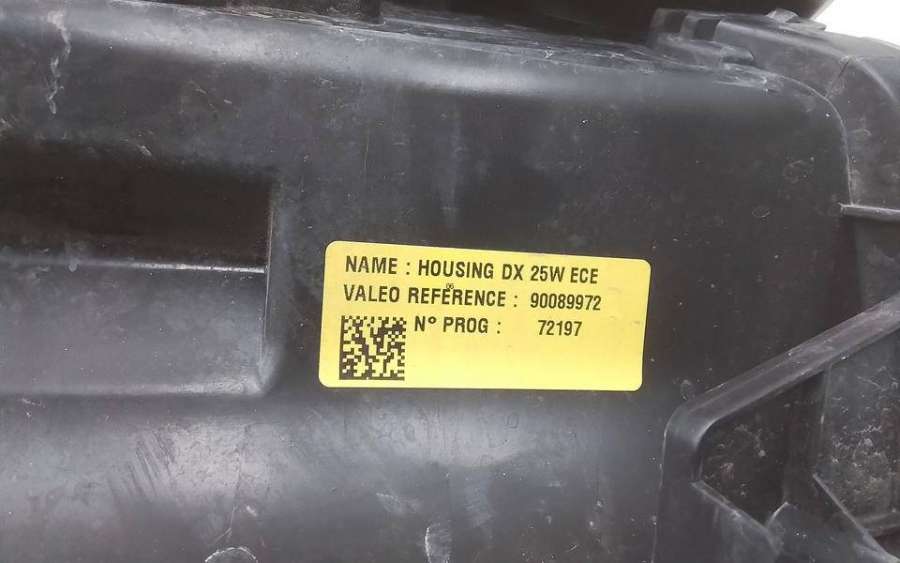 NAME : HOUSING DX 25W ECE
VALEO REFERENCE : 90089972
N° PROG : 72197